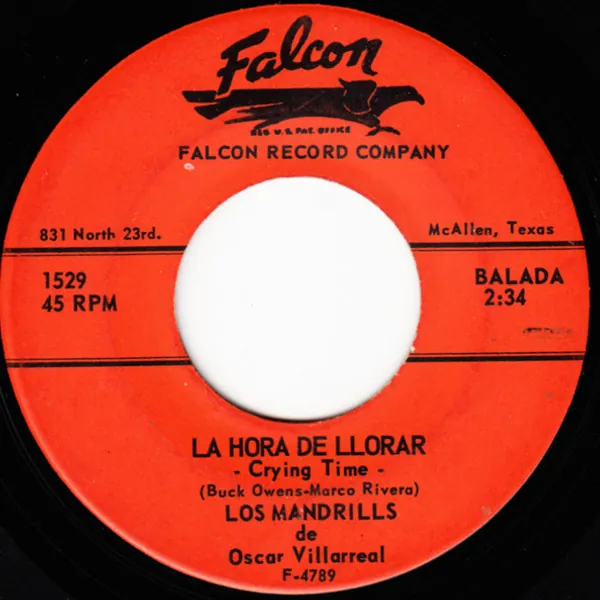 Falcon
REG U.S. PAT. OFFICE
FALCON RECORD COMPANY
831 North 23rd.
McAllen, Texas
1529
45 RPM
BALADA
2:34
LA HORA DE LLORAR
- Crying Time -
(Buck Owens-Marco Rivera)
LOS MANDRILLS
de
Oscar Villarreal
F-4789